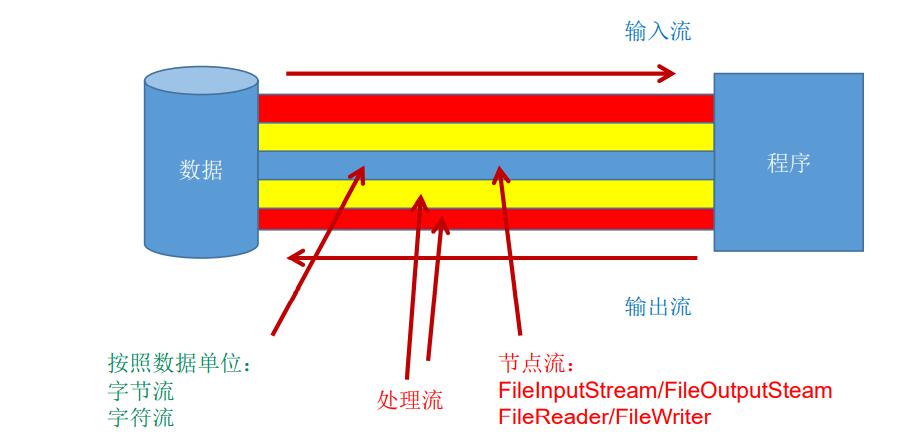 输入流
数据
程序
输出流
按照数据单位：
字节流
字符流
处理流
节点流：
FileInputStream/FileOutputSteam
FileReader/FileWriter